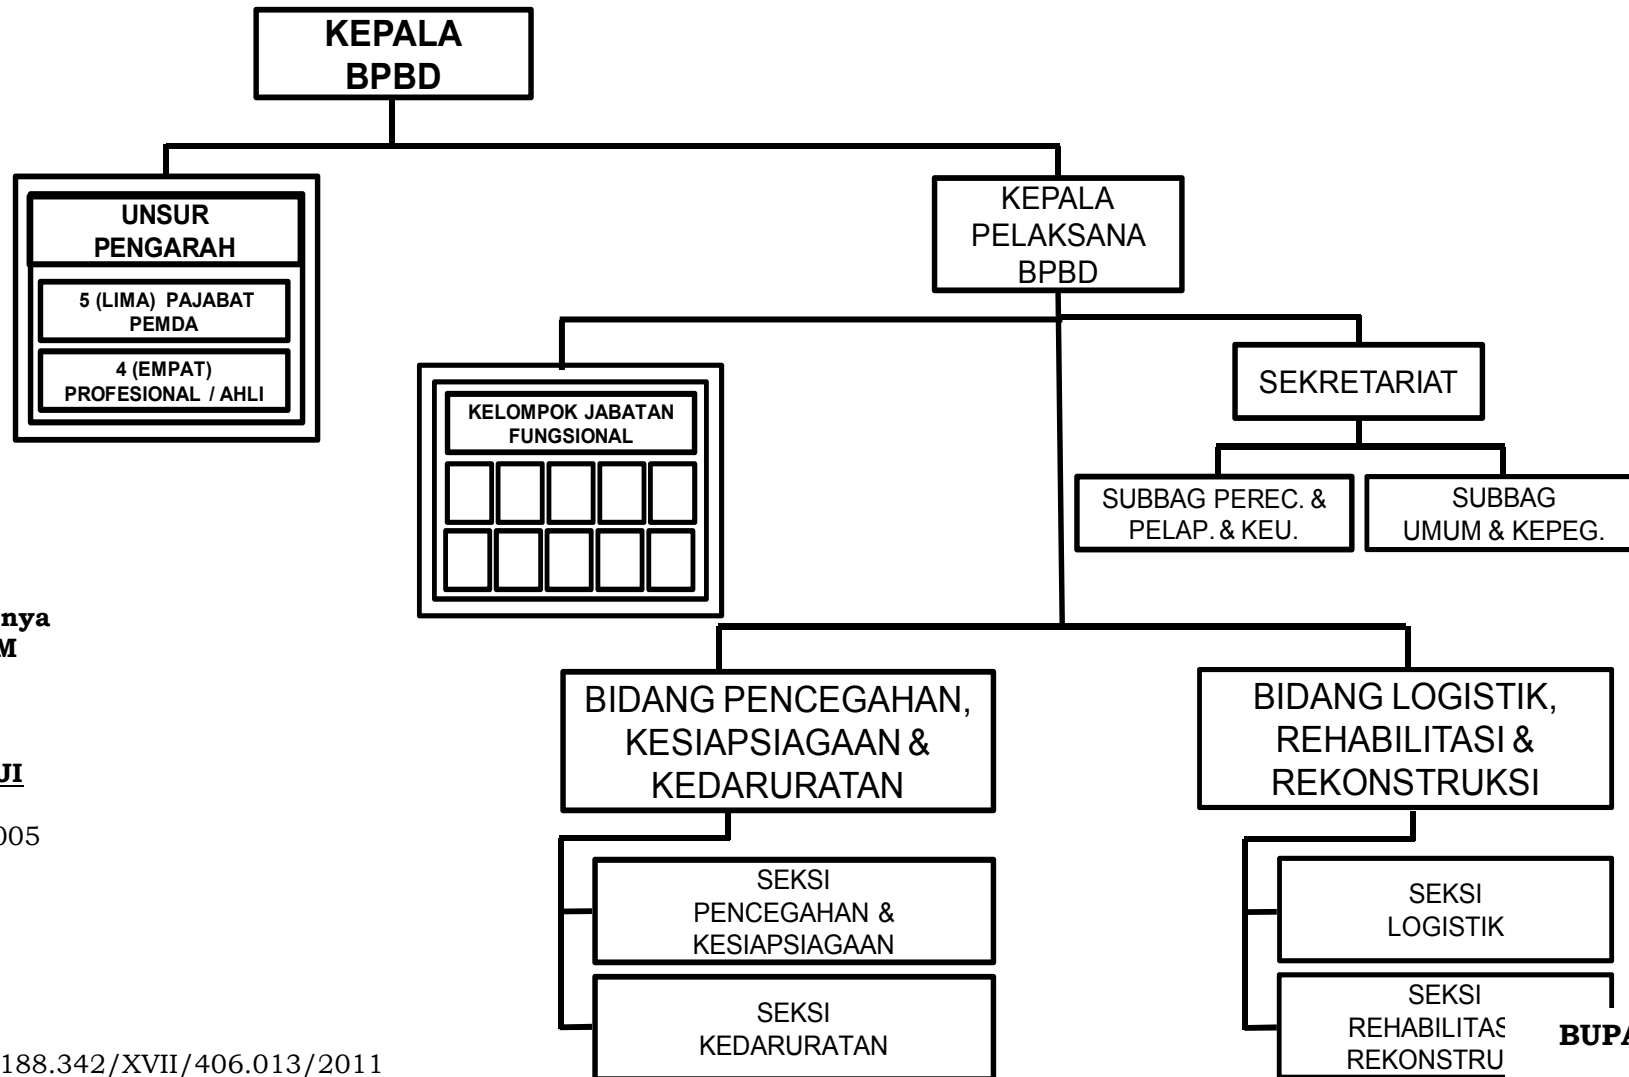 KEPALA
BPBD
UNSUR
PENGARAH
5 (LIMA) PAJABAT
PEMDA
4 (EMPAT)
PROFESIONAL / AHLI
KEPALA
PELAKSANA
BPBD
KELOMPOK JABATAN
FUNGSIONAL
SEKRETARIAT
SUBBAG PEREC. &
PELAP. & KEU.
SUBBAG
UMUM & KEPEG.
BIDANG PENCEGAHAN,
KESIAPSIAGAAN &
KEDARURATAN
SEKSI
PENCEGAHAN &
KESIAPSIAGAAN
SEKSI
KEDARURATAN
BIDANG LOGISTIK,
REHABILITASI &
REKONSTRUKSI
SEKSI
LOGISTIK
SEKSI
REHABILITAS
REKONSTRU
nya
M
JI
005
188.342/XVII/406.013/2011
BUPA